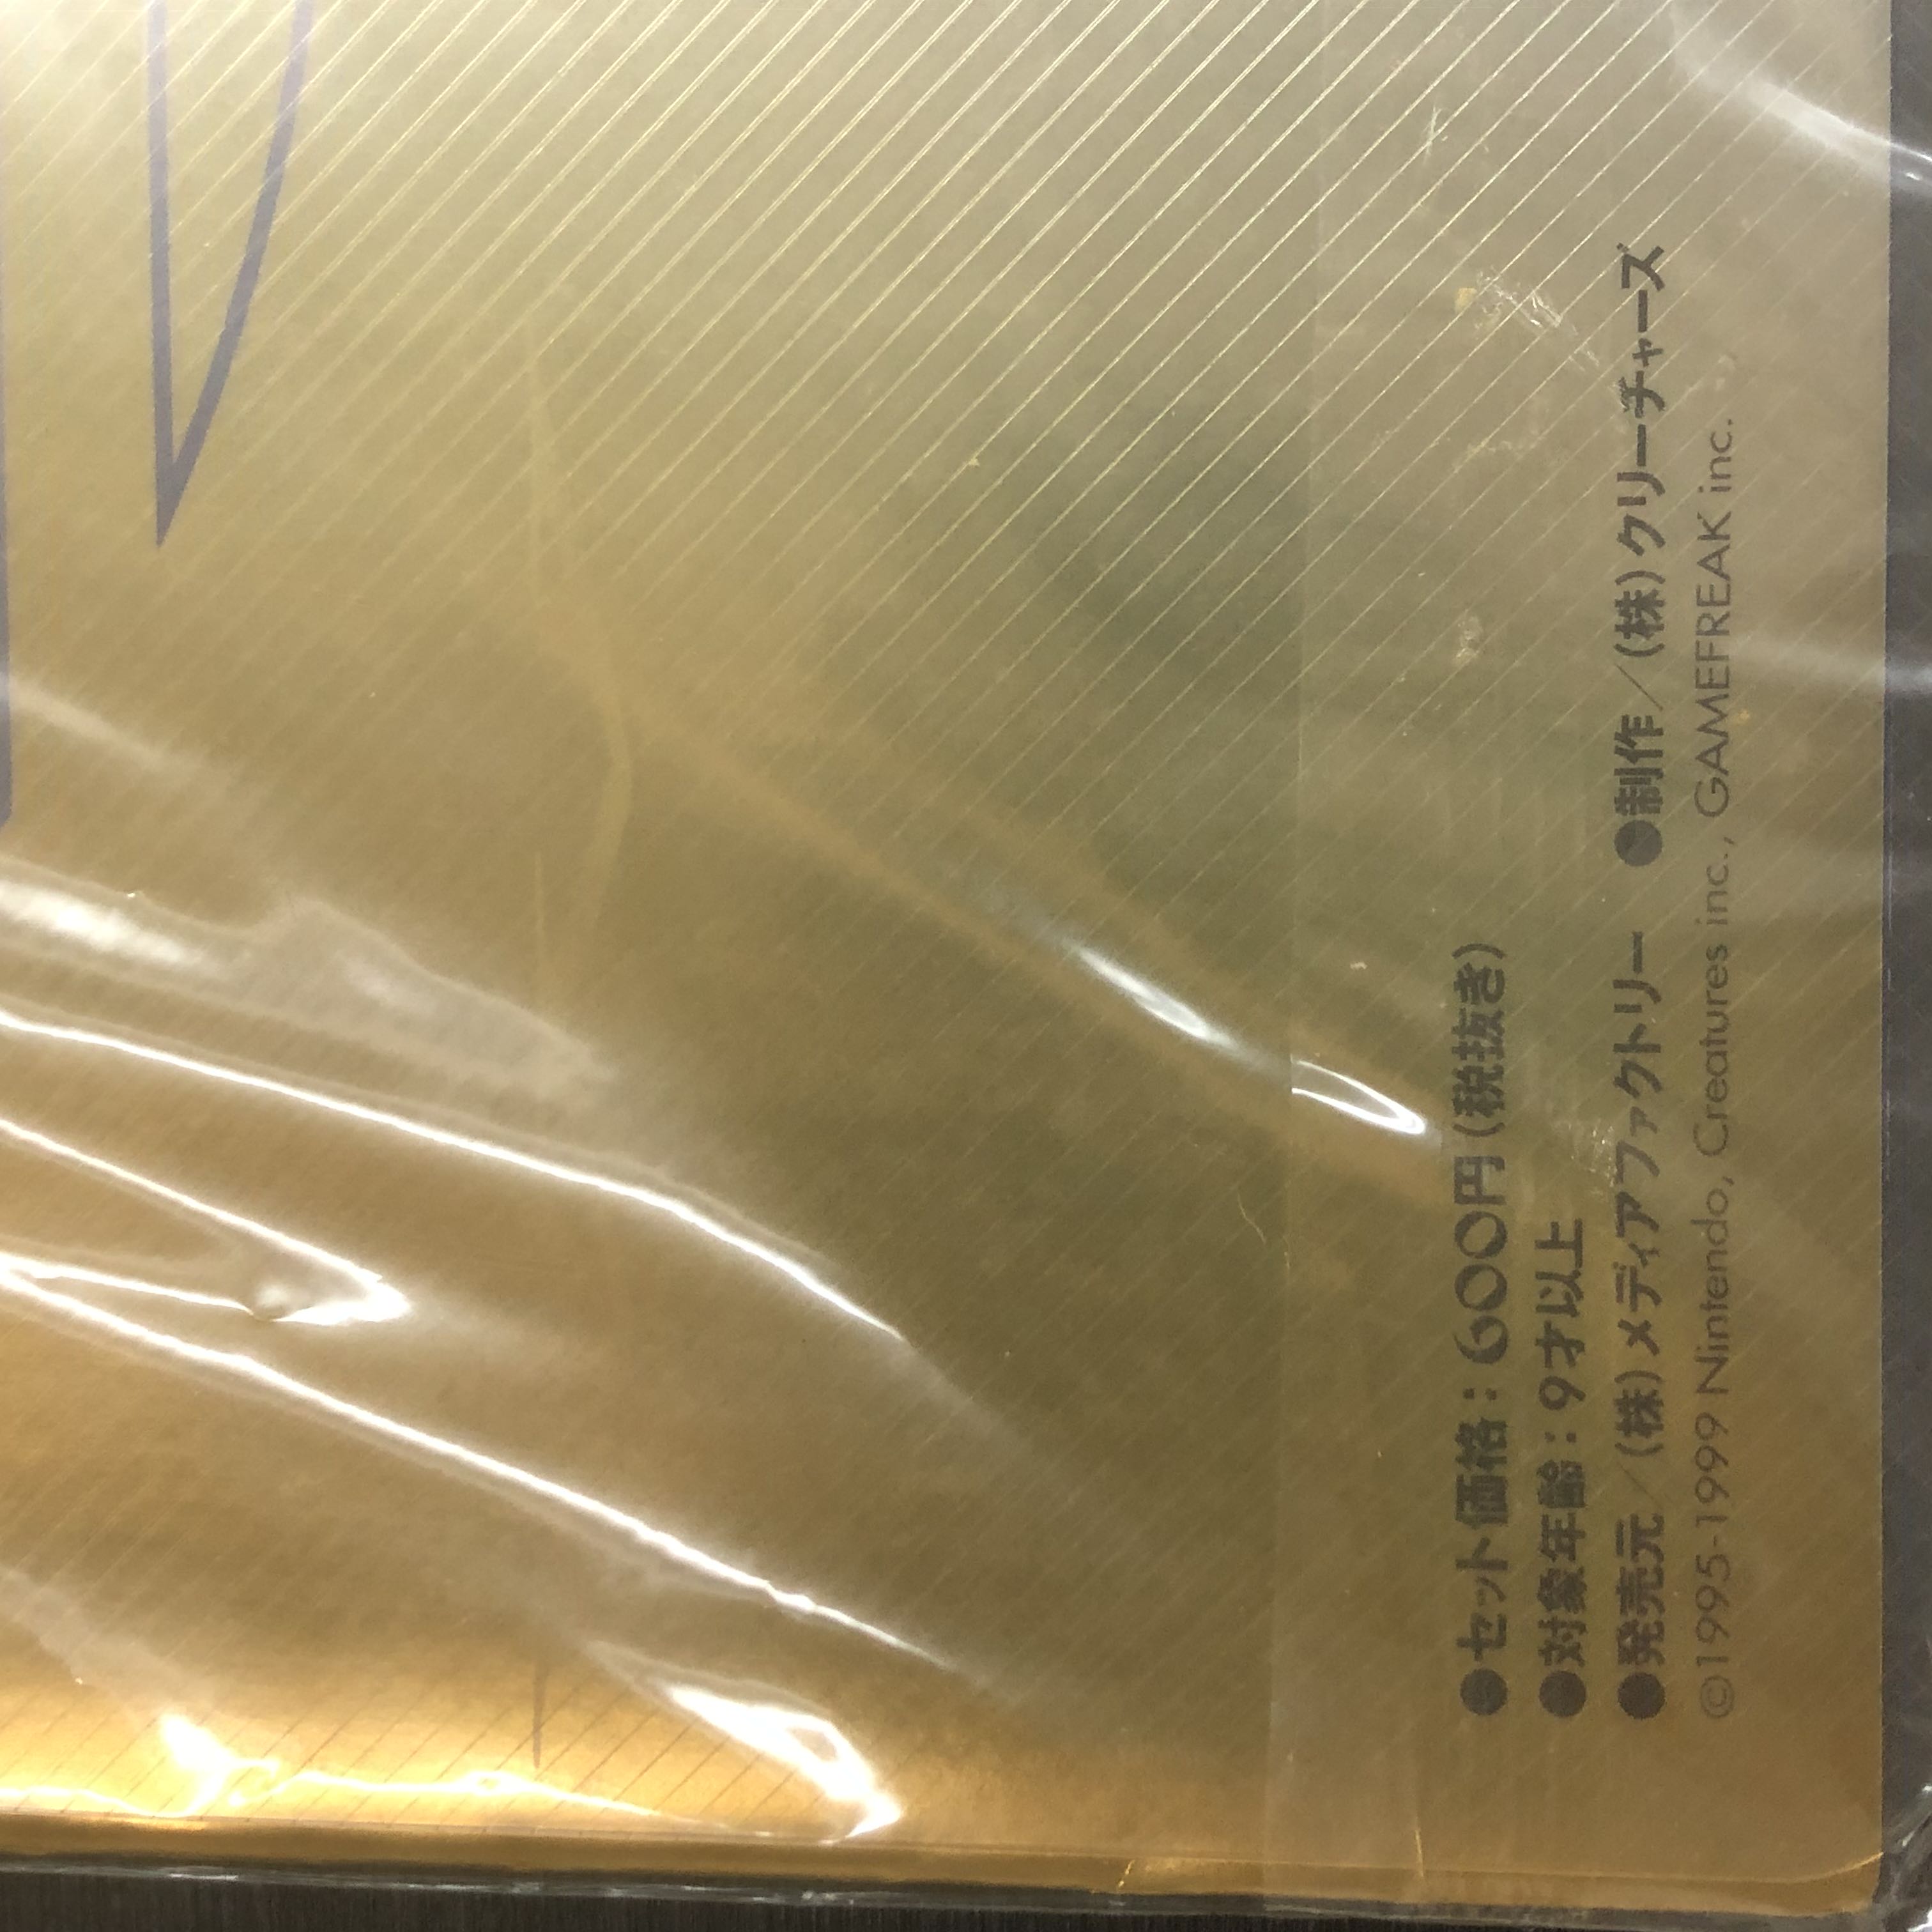 ●セット価格：600円（税抜き）
●対象年齢：9才以上
●発売元／（株）メディアファクトリー ●制作／（株）クリーチャーズ
©1995-1999 Nintendo, Creatures inc., GAMEFREAK inc.